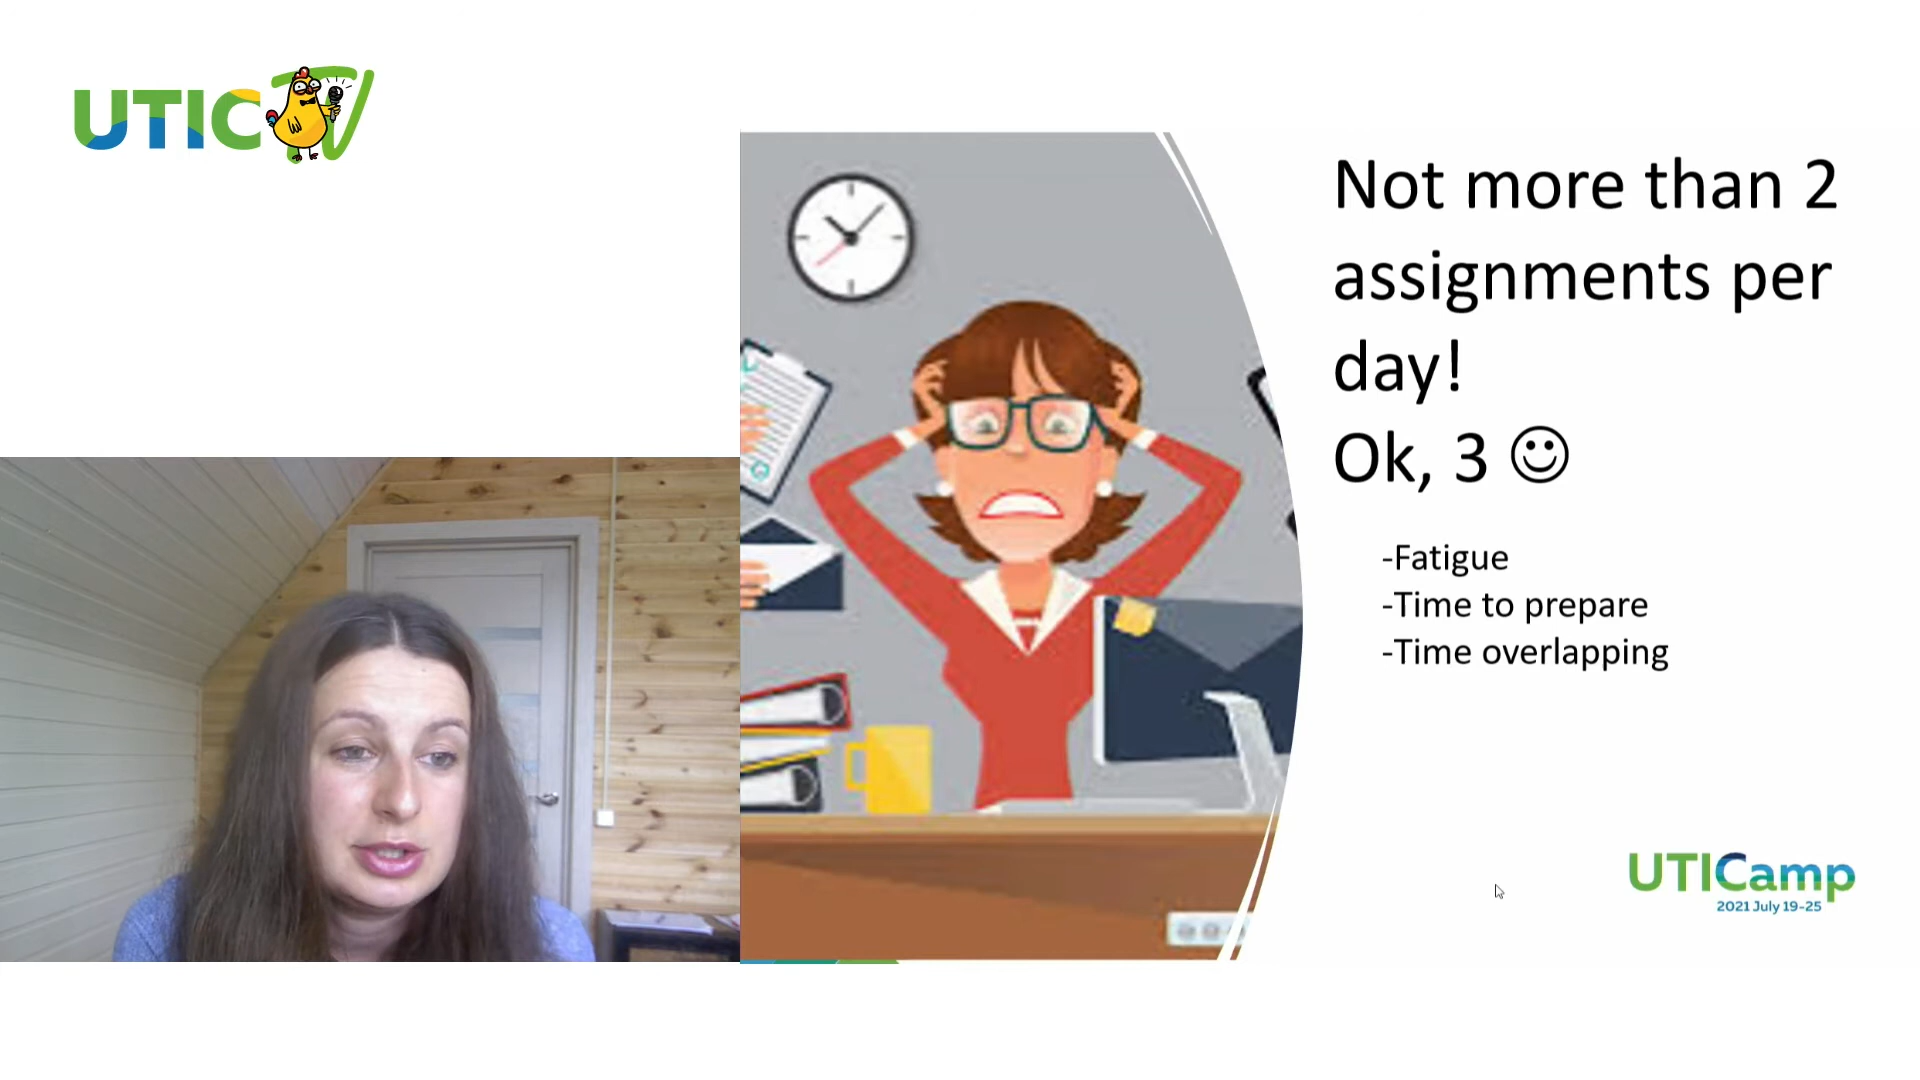 UTIC TV
Not more than 2
assignments per
day!
Ok, 3 ☺
-Fatigue
-Time to prepare
-Time overlapping
UTICamp
2021 July 19-25